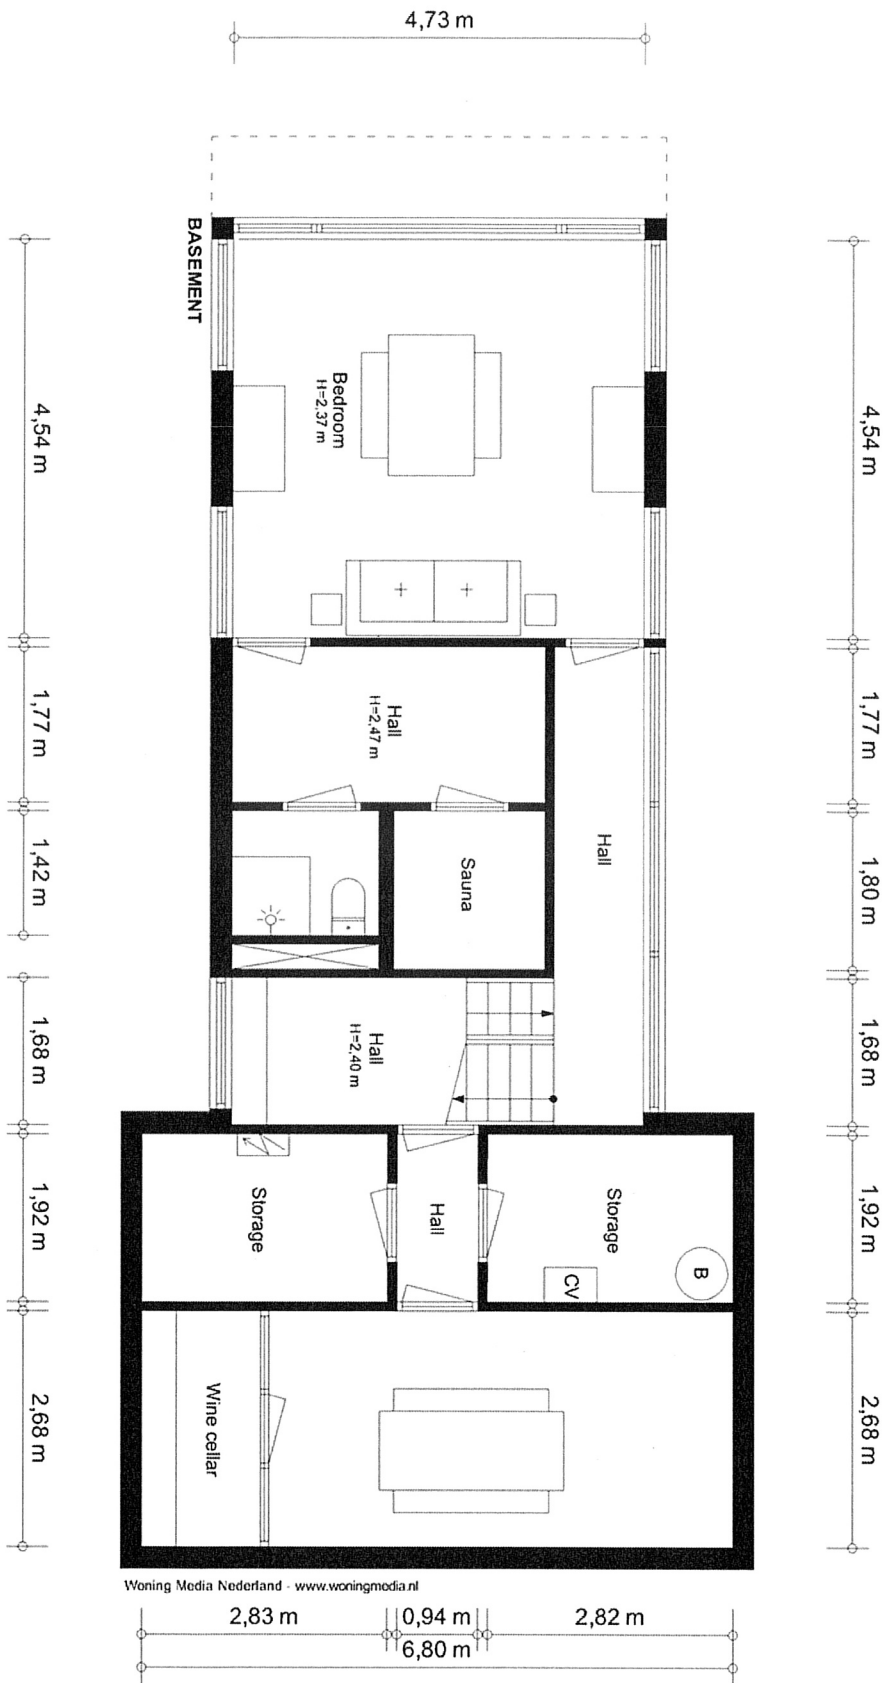 4,73 m
BASEMENT
4,54 m
4,54 m
Bedroom
H=2,37 m
1,77 m
1,77 m
Hall
H=2,47 m
Hall
1,42 m
1,80 m
Sauna
1,68 m
1,68 m
Hall
H=2,40 m
1,92 m
1,92 m
Storage
Hall
Storage
B
CV
2,68 m
2,68 m
Wine cellar
Woning Media Nederland - www.woningmedia.nl
2,83 m
0,94 m
2,82 m
6,80 m